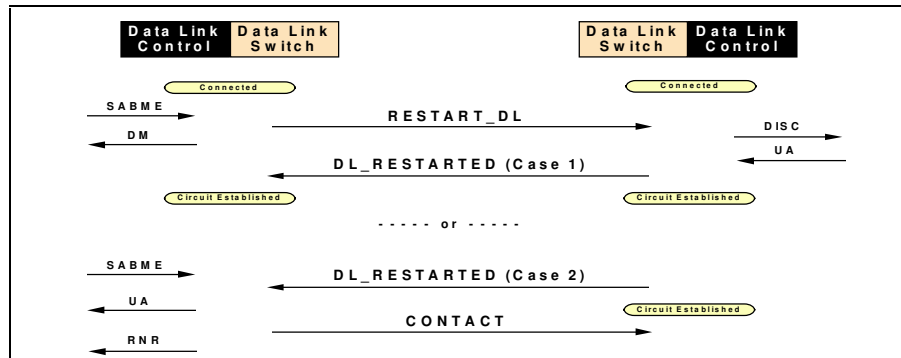 Data Link Control
Data Link Switch
Data Link Switch
Data Link Control
Connected
Connected
SABME
RESTART_DL
DM
DISC
UA
DL_RESTARTED (Case 1)
Circuit Established
Circuit Established
- - - - - or - - - - -
SABME
DL_RESTARTED (Case 2)
UA
Circuit Established
CONTACT
RNR